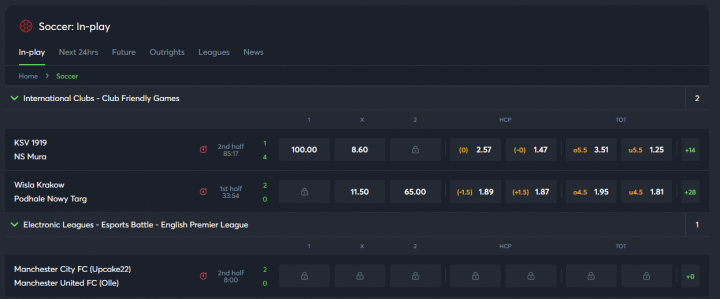 Soccer: In-play
In-play Next 24hrs Future Outrights Leagues News
Home > Soccer
International Clubs - Club Friendly Games 2
1 X 2 HCP TOT
KSV 1919 2nd half 1
NS Mura 85:17 4
100.00 8.60 (0) 2.57 (-0) 1.47 o5.5 3.51 u5.5 1.25 +14
Wisla Krakow 1st half 2
Podhale Nowy Targ 33:54 0
11.50 65.00 (-1.5) 1.89 (+1.5) 1.87 o4.5 1.95 u4.5 1.81 +28
Electronic Leagues - Esports Battle - English Premier League 1
1 X 2 HCP TOT
Manchester City FC (Upcake22) 2nd half 2
Manchester United FC (Olle) 8:00 0
+0